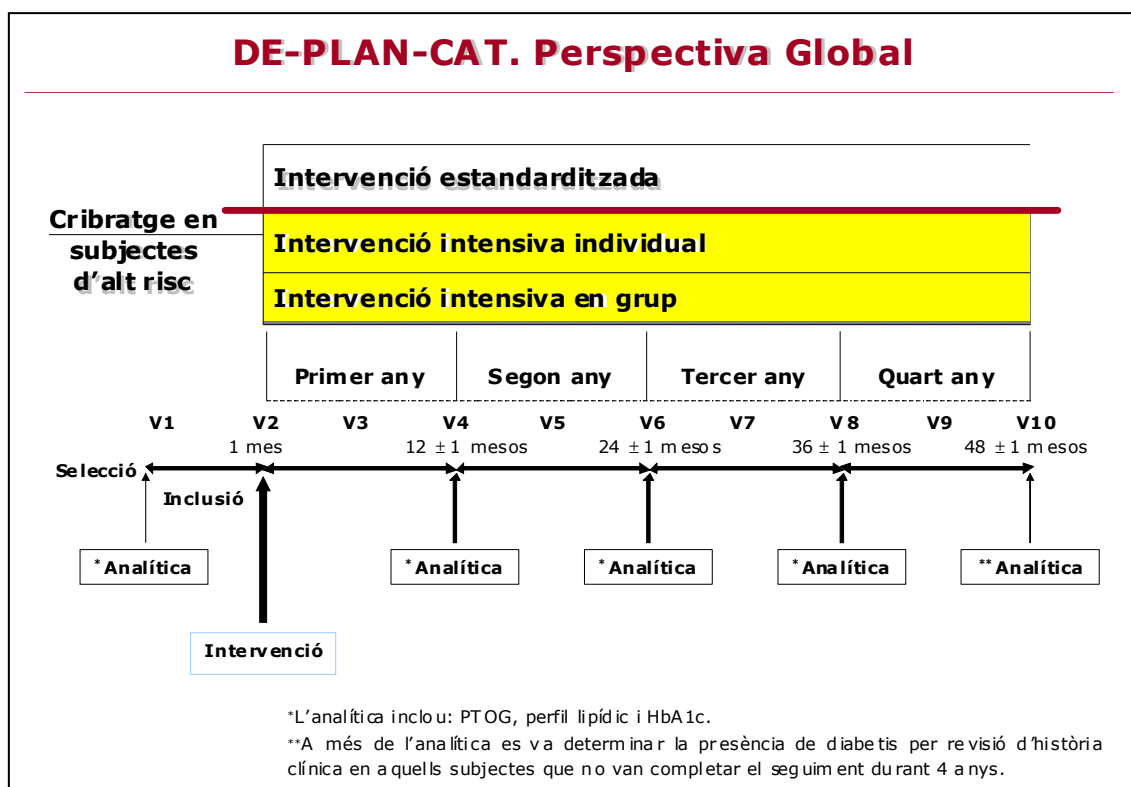 DE-PLAN-CAT. Perspectiva Global
Intervenció estandarditzada
Cribratge en
subjectes
d'alt risc
Intervenció intensiva individual
Intervenció intensiva en grup
Primer any Segon any Tercer any Quart any
V1 V2 V3 V4 V5 V6 V7 V8 V9 V10
1 mes 12 ±1 mesos 24 ±1 mesos 36 ±1 mesos 48 ±1 mesos
Selecció
Inclusió
*Analítica *Analítica *Analítica *Analítica **Analítica
Intervenció
*L'analítica inclou: PTOG, perfil lipídic i HbA1c.
**A més de l'analítica es va determinar la presència de diabetis per revisió d'història
clínica en aquells subjectes que no van completar el seguiment durant 4 anys.